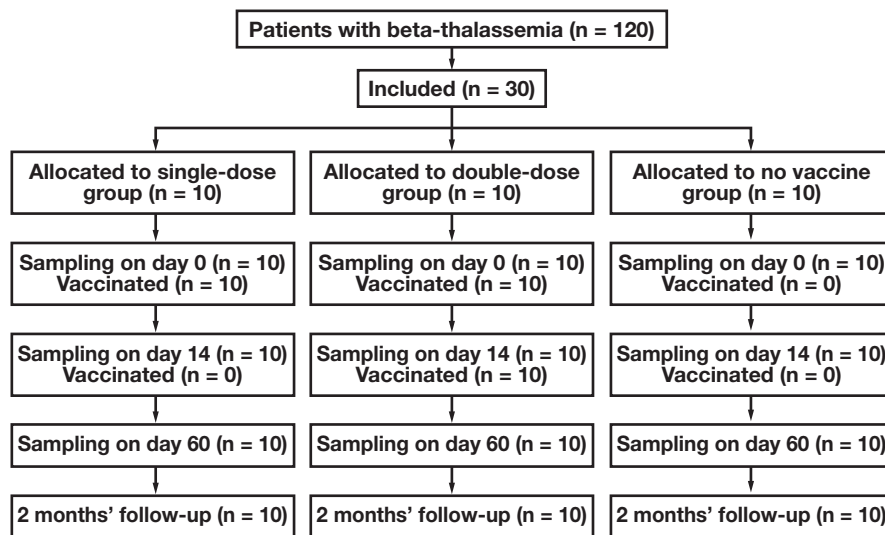 Patients with beta-thalassemia (n = 120)
Included (n = 30)
Allocated to single-dose
group (n = 10)
Allocated to double-dose
group (n = 10)
Allocated to no vaccine
group (n = 10)
Sampling on day 0 (n = 10)
Vaccinated (n = 10)
Sampling on day 0 (n = 10)
Vaccinated (n = 10)
Sampling on day 0 (n = 10)
Vaccinated (n = 0)
Sampling on day 14 (n = 10)
Vaccinated (n = 0)
Sampling on day 14 (n = 10)
Vaccinated (n = 10)
Sampling on day 14 (n = 10)
Vaccinated (n = 0)
Sampling on day 60 (n = 10)
Sampling on day 60 (n = 10)
Sampling on day 60 (n = 10)
2 months’ follow-up (n = 10)
2 months’ follow-up (n = 10)
2 months’ follow-up (n = 10)